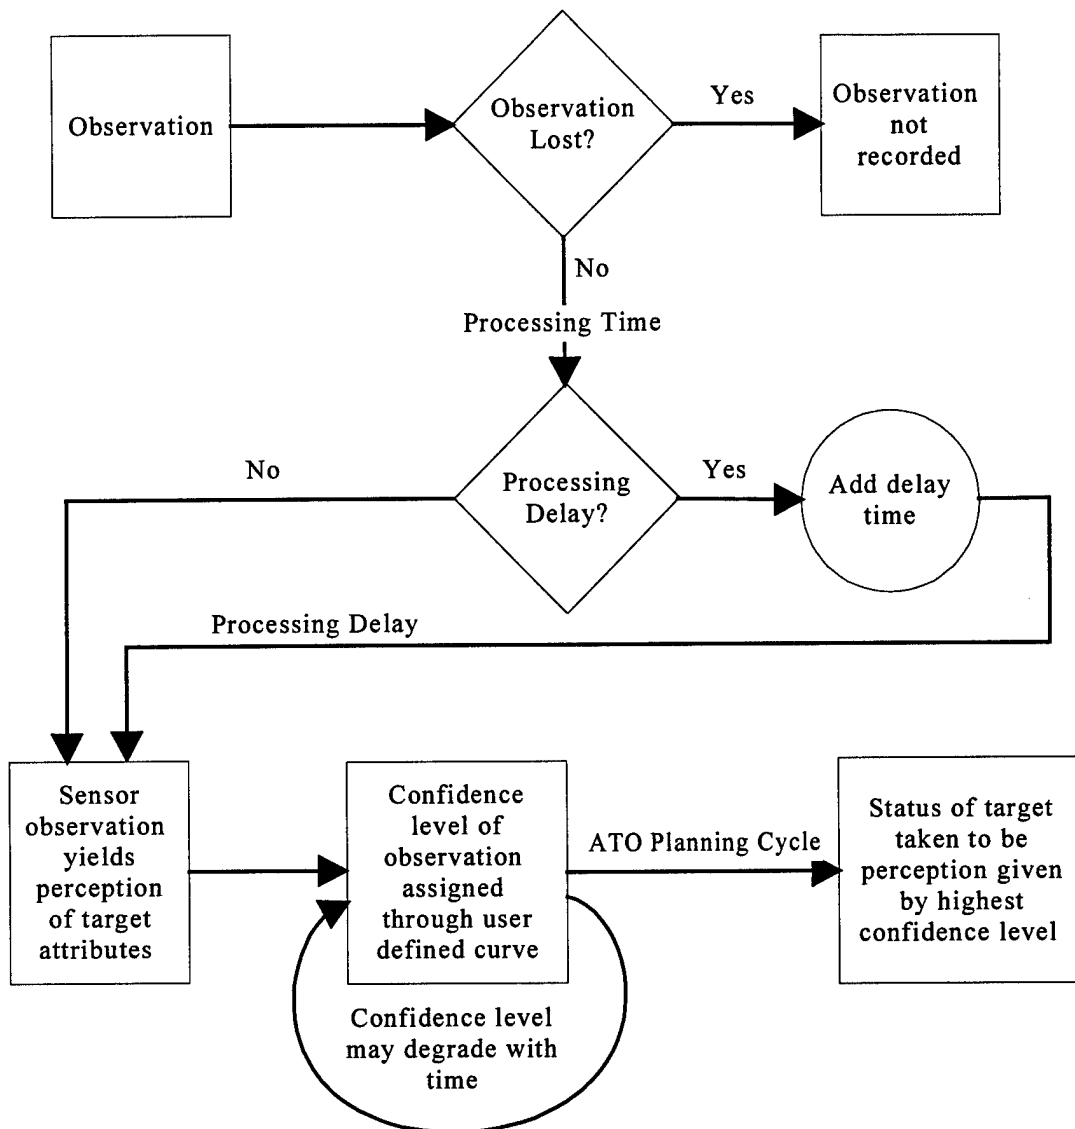 Observation
Observation
Lost?
Yes
Observation
not
recorded
No
Processing Time
No
Processing
Delay?
Yes
Add delay
time
Processing Delay
Sensor
observation
yields
perception
of target
attributes
Confidence
level of
observation
assigned
through user
defined curve
ATO Planning Cycle
Status of target
taken to be
perception given
by highest
confidence level
Confidence level
may degrade with
time